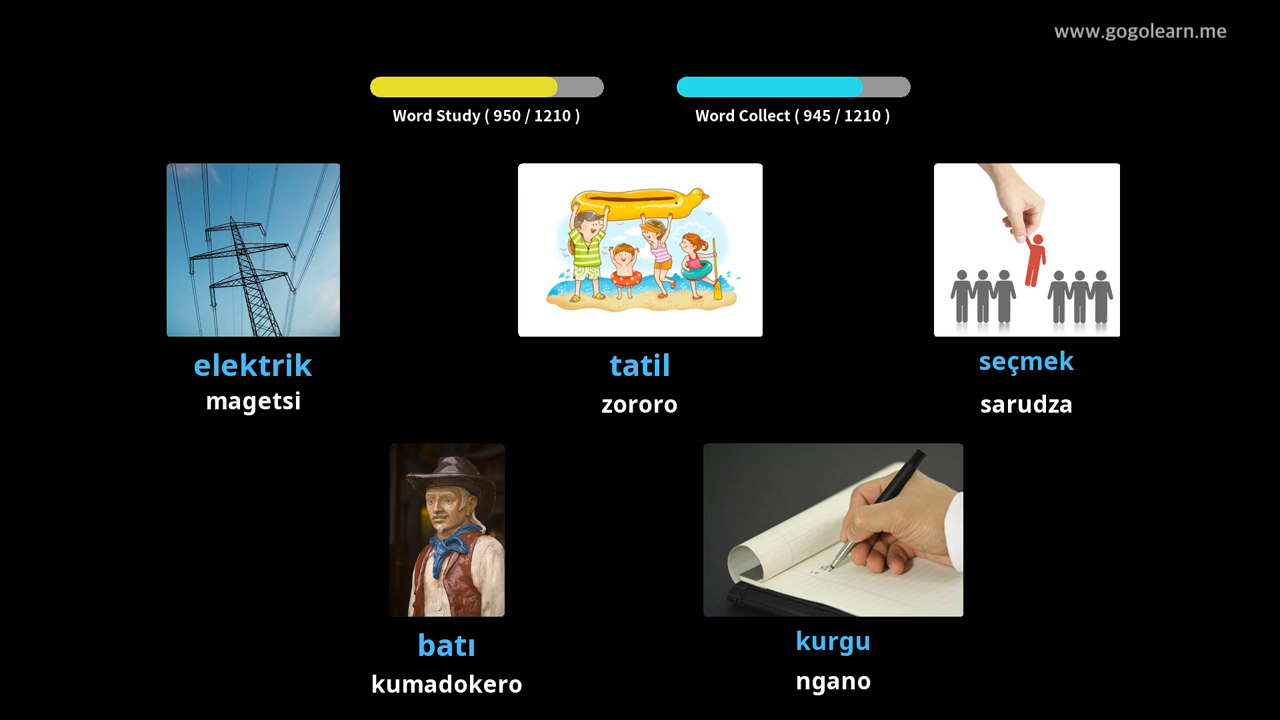 www.gogolearn.me
Word Study ( 950 / 1210 )
Word Collect ( 945 / 1210 )
elektrik
magetsi
tatil
zororo
seçmek
sarudza
batı
kumadokero
kurgu
ngano